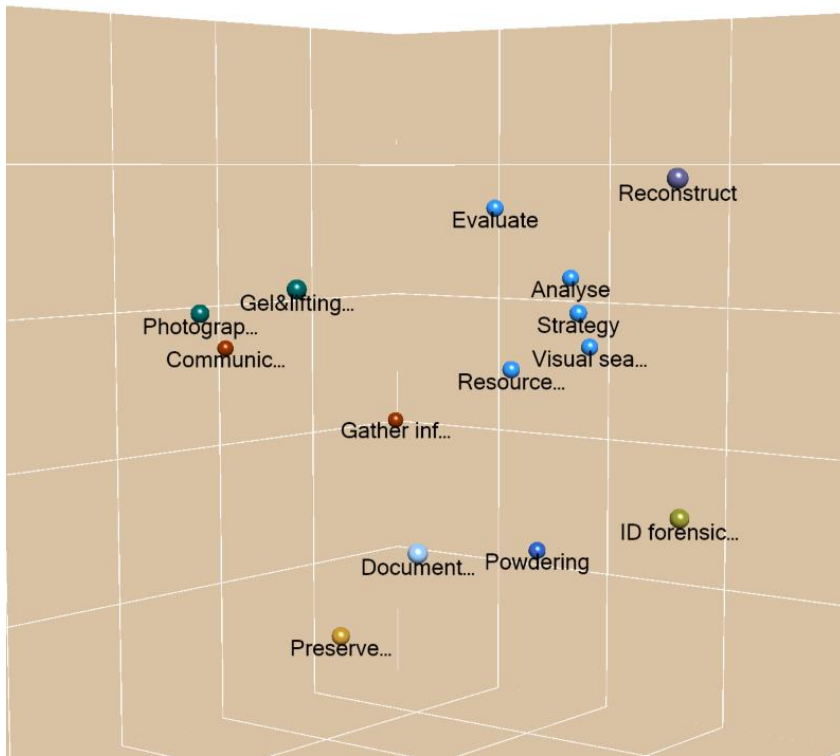 Reconstruct
Evaluate
Analyse
Gel&lifting...
Strategy
Photograp...
Communic...
Visual sea...
Resource...
Gather inf...
ID forensic...
Powdering
Document...
Preserve...